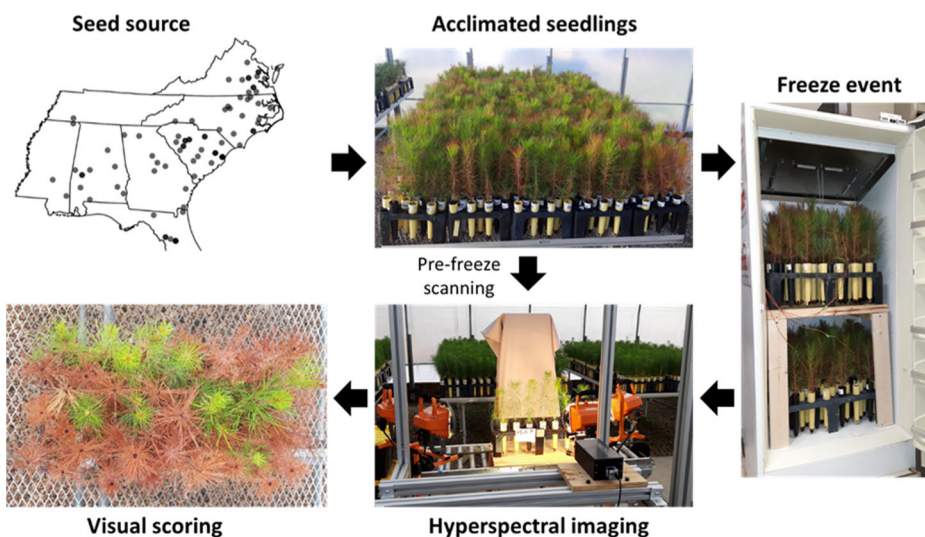 Seed source
Acclimated seedlings
Freeze event
Pre-freeze
scanning
Visual scoring
Hyperspectral imaging